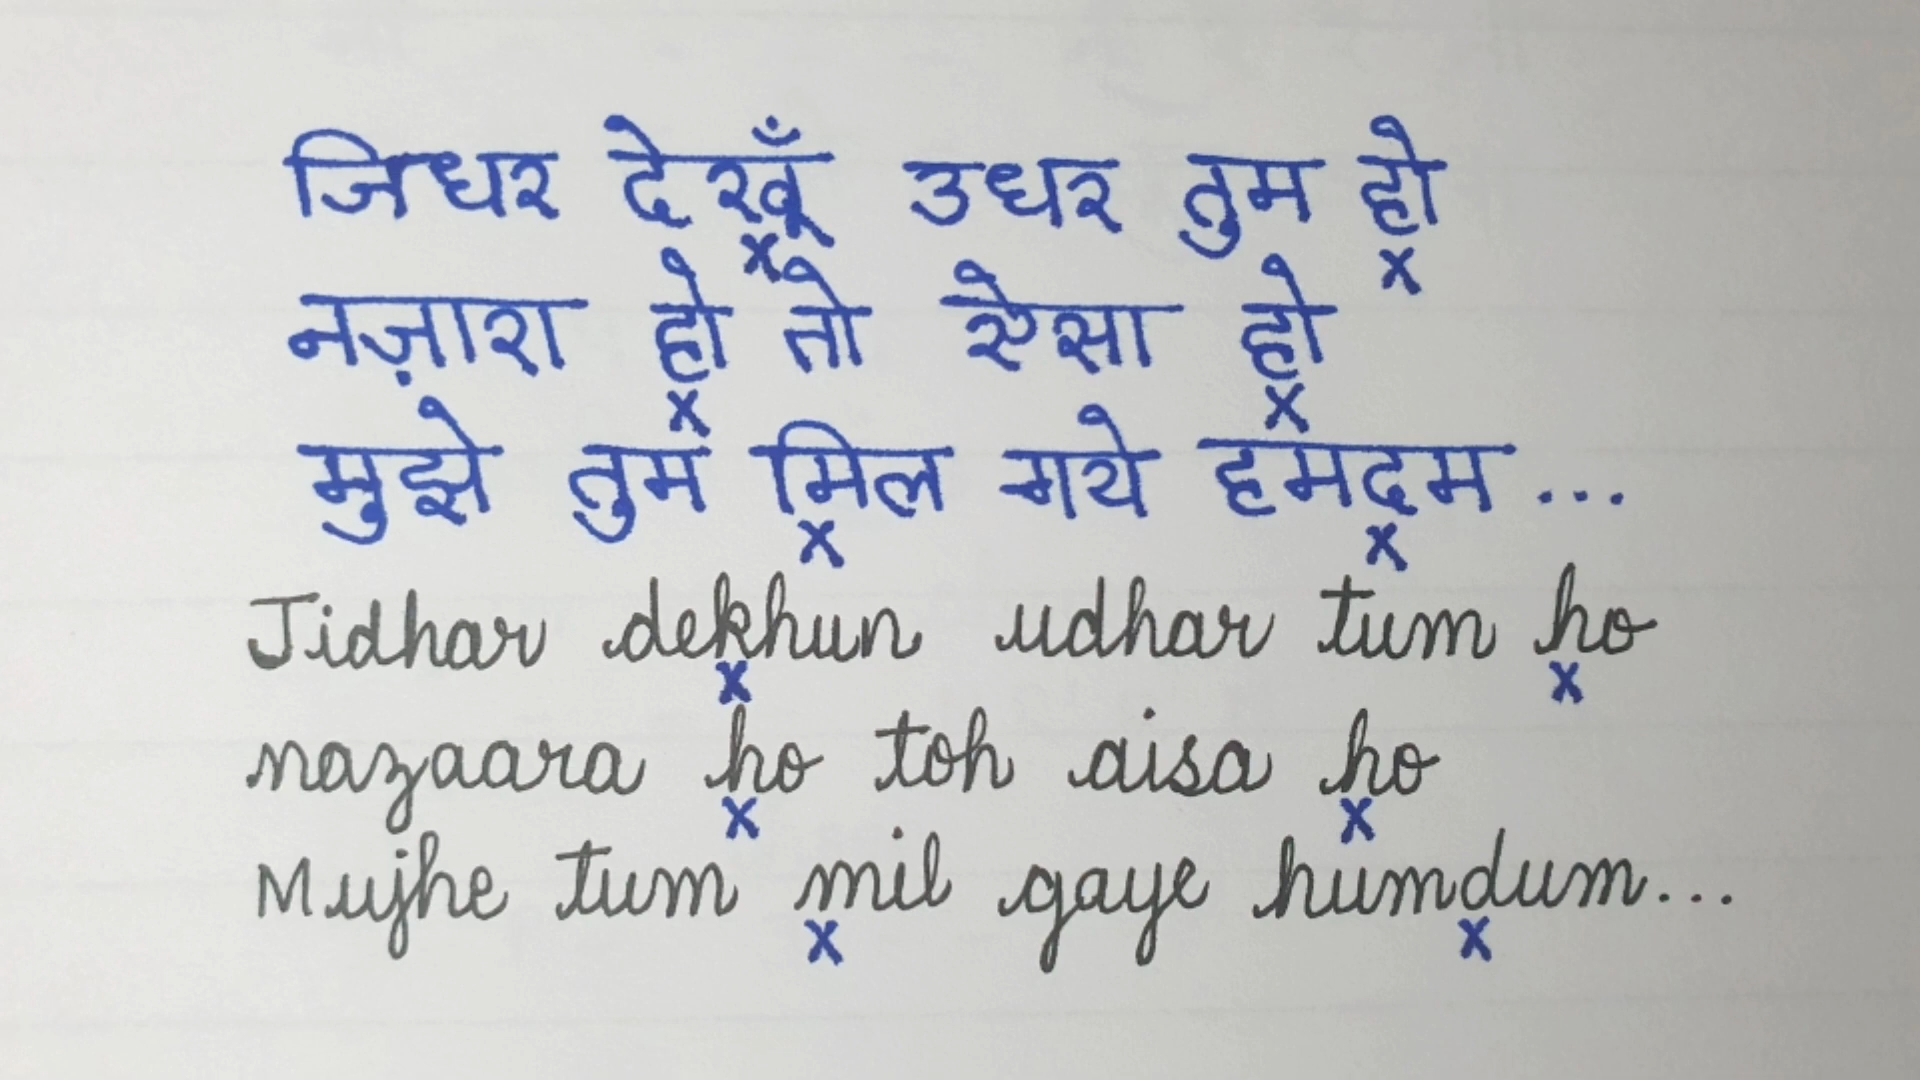 जिधर देखूँ उधर तुम हो
x x
नज़ारा हो तो ऐसा हो
x x
मुझे तुम मिल गये हमदम...
x x
Jidhar dekhun udhar tum ho
x x
nazaara ho toh aisa ho
x x
Mujhe tum mil gaye humdum...
x x